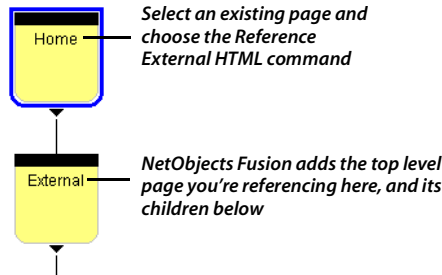 Home
Select an existing page and
choose the Reference
External HTML command
External
NetObjects Fusion adds the top level
page you're referencing here, and its
children below